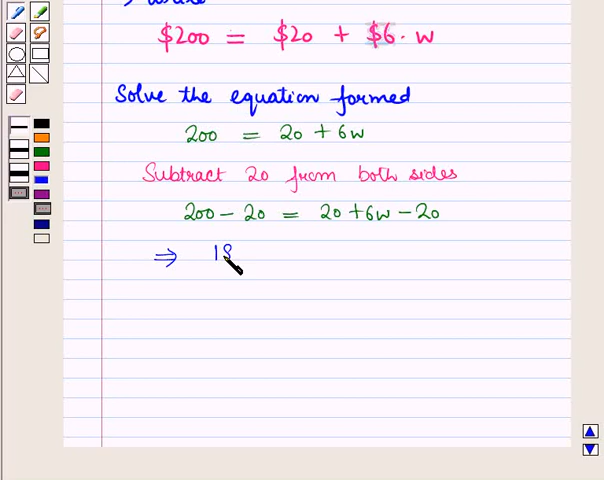 $200 = $20 + $6. w
Solve the equation formed
200 = 20 + 6w
Subtract 20 from both sides
200 - 20 = 20 + 6w - 20
⇒ 18